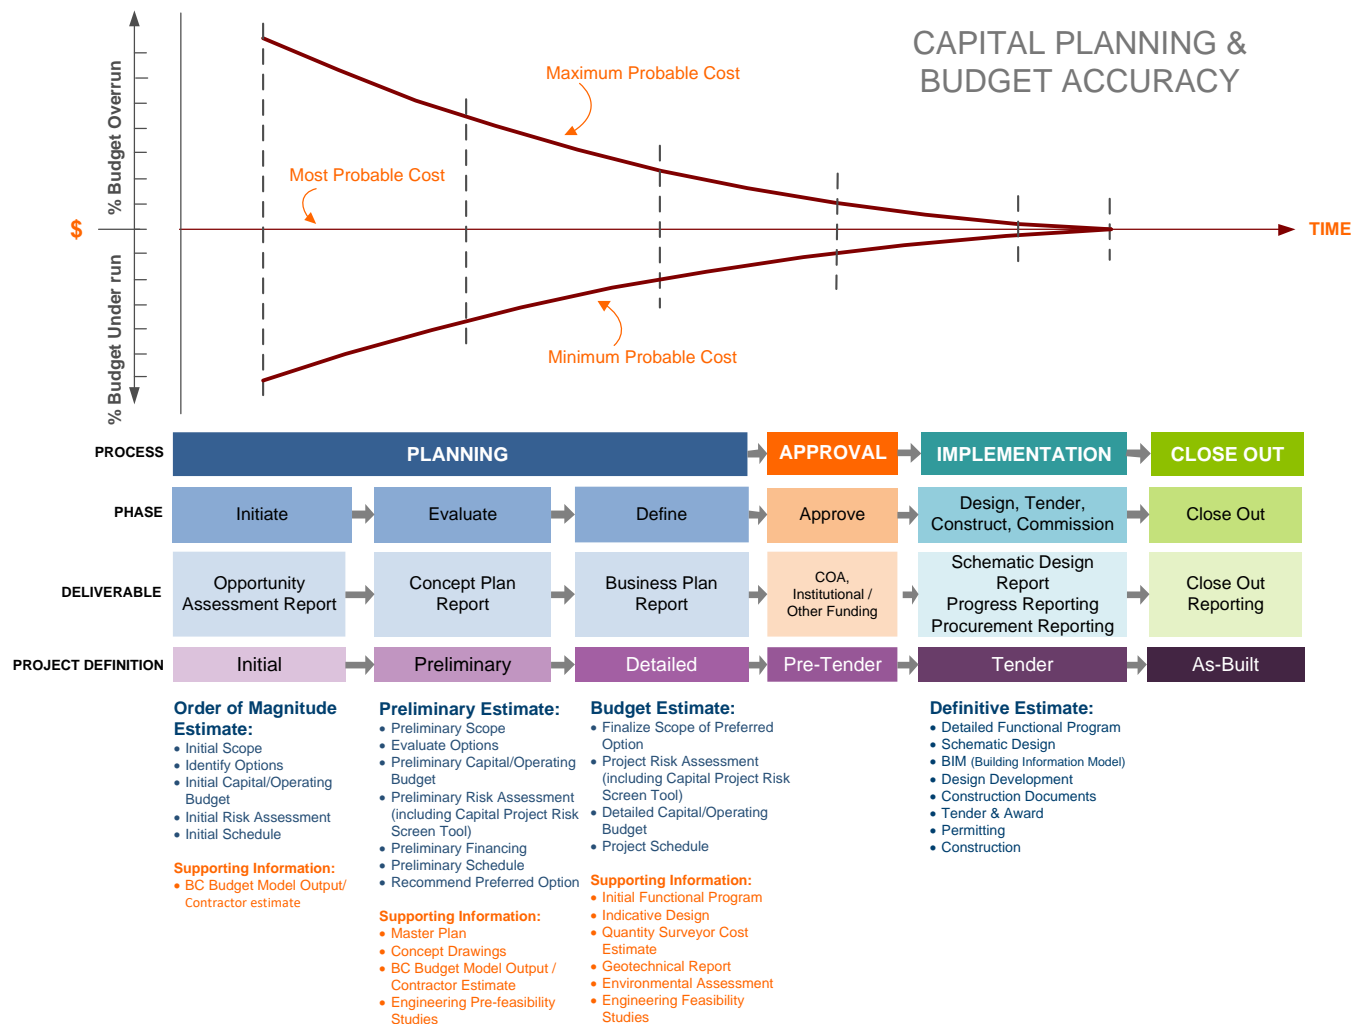 CAPITAL PLANNING &
BUDGET ACCURACY
% Budget Overrun
% Budget Under run
$
TIME
Maximum Probable Cost
Most Probable Cost
Minimum Probable Cost
PROCESS
PLANNING
APPROVAL
IMPLEMENTATION
CLOSE OUT
PHASE
Initiate
Evaluate
Define
Approve
Design, Tender,
Construct, Commission
Close Out
DELIVERABLE
Opportunity
Assessment Report
Concept Plan
Report
Business Plan
Report
COA,
Institutional /
Other Funding
Schematic Design
Report
Progress Reporting
Procurement Reporting
Close Out
Reporting
PROJECT DEFINITION
Initial
Preliminary
Detailed
Pre-Tender
Tender
As-Built
Order of Magnitude
Estimate:
• Initial Scope
• Identify Options
• Initial Capital/Operating
Budget
• Initial Risk Assessment
• Initial Schedule
Supporting Information:
• BC Budget Model Output/
Contractor estimate
Preliminary Estimate:
• Preliminary Scope
• Evaluate Options
• Preliminary Capital/Operating
Budget
• Preliminary Risk Assessment
(including Capital Project Risk
Screen Tool)
• Preliminary Financing
• Preliminary Schedule
• Recommend Preferred Option
Supporting Information:
• Master Plan
• Concept Drawings
• BC Budget Model Output /
Contractor Estimate
• Engineering Pre-feasibility
Studies
Budget Estimate:
• Finalize Scope of Preferred
Option
• Project Risk Assessment
(including Capital Project Risk
Screen Tool)
• Detailed Capital/Operating
Budget
• Project Schedule
Supporting Information:
• Initial Functional Program
• Indicative Design
• Quantity Surveyor Cost
Estimate
• Geotechnical Report
• Environmental Assessment
• Engineering Feasibility
Studies
Definitive Estimate:
• Detailed Functional Program
• Schematic Design
• BIM (Building Information Model)
• Design Development
• Construction Documents
• Tender & Award
• Permitting
• Construction